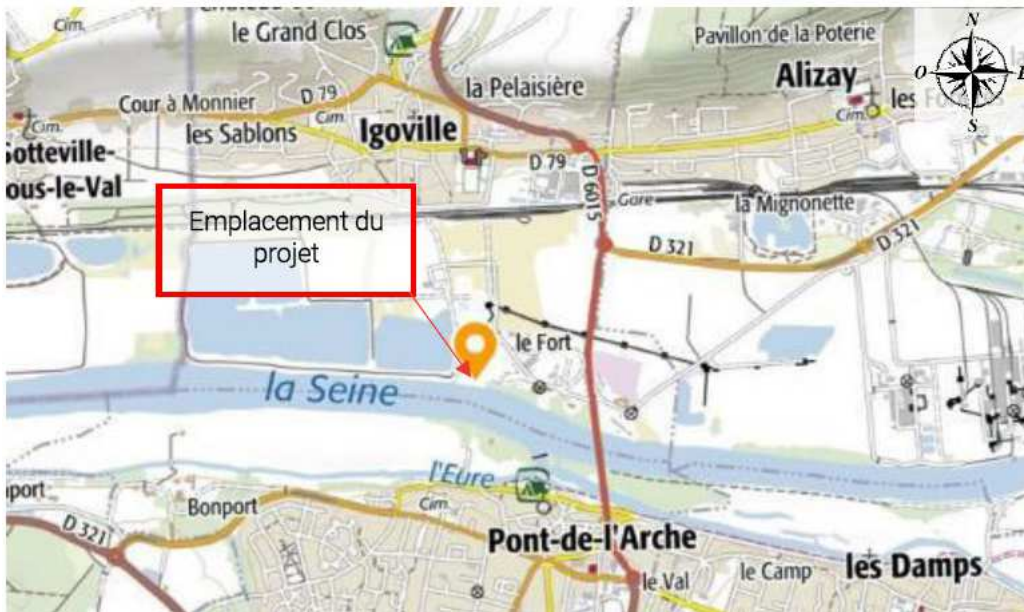 le Grand Clos
Cim.
Pavillon de la Poterie
N
O
S
la Pelaisière
Alizay
D 79
Cour à Monnier
les Sablons
Igoville
Cim.
Cim.
Sotteville-
sous-le-Val
D 79
D 6015
Gare
la Mignonette
Emplacement du
projet
D 321
D 321
le Fort
la Seine
l'Eure
Bonport
Cim.
D 321
Pont-de-l'Arche
le Val
le Camp
les Damps